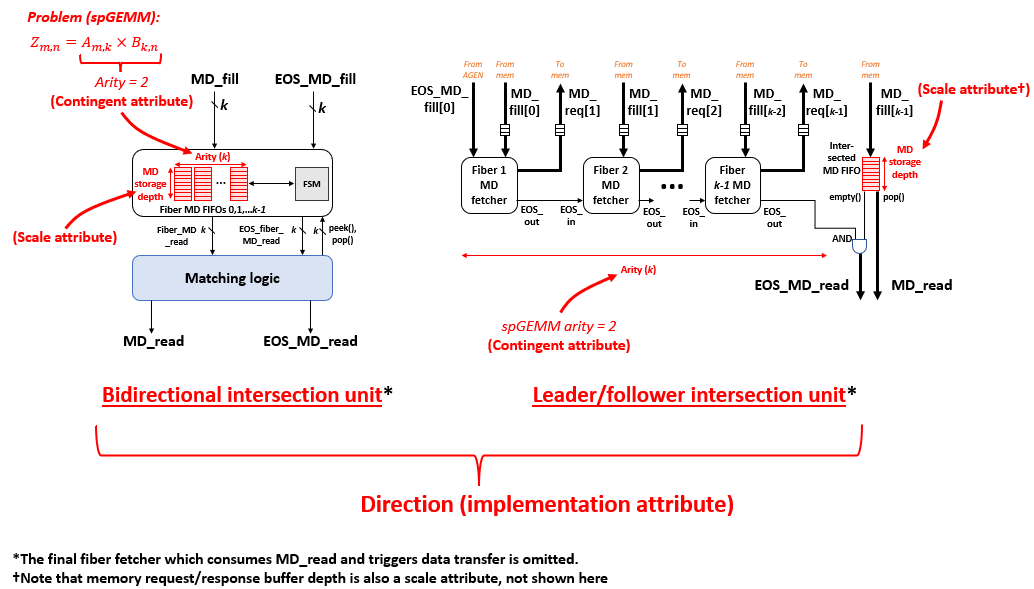 Problem (spGEMM):
Z_{m,n} = A_{m,k} × B_{k,n}
Arity = 2
(Contingent attribute)
MD_fill
EOS_MD_fill
k
k
Arity (k)
MD
storage
depth
...
FSM
Fiber MD FIFOs 0,1,...k-1
(Scale attribute)
Fiber_MD
_read
k
EOS_fiber_
MD_read
k
k
peek(),
pop()
Matching logic
MD_read
EOS_MD_read
Bidirectional intersection unit*
From
AGEN
From
mem
To
mem
From
mem
To
mem
From
mem
To
mem
From
mem
EOS_MD_
fill[0]
MD_
fill[0]
MD_
req[1]
MD_
fill[1]
MD_
req[2]
MD_
fill[k-2]
MD_
req[k-1]
MD_
fill[k-1]
(Scale attribute†)
Inter-
sected
MD FIFO
MD
storage
depth
Fiber 1
MD
fetcher
Fiber 2
MD
fetcher
...
Fiber
k-1 MD
fetcher
empty()
pop()
EOS_
out
EOS_
in
EOS_
out
EOS_
in
EOS_
out
AND
Arity (k)
EOS_MD_read
MD_read
spGEMM arity = 2
(Contingent attribute)
Leader/follower intersection unit*
Direction (implementation attribute)
*The final fiber fetcher which consumes MD_read and triggers data transfer is omitted.
†Note that memory request/response buffer depth is also a scale attribute, not shown here